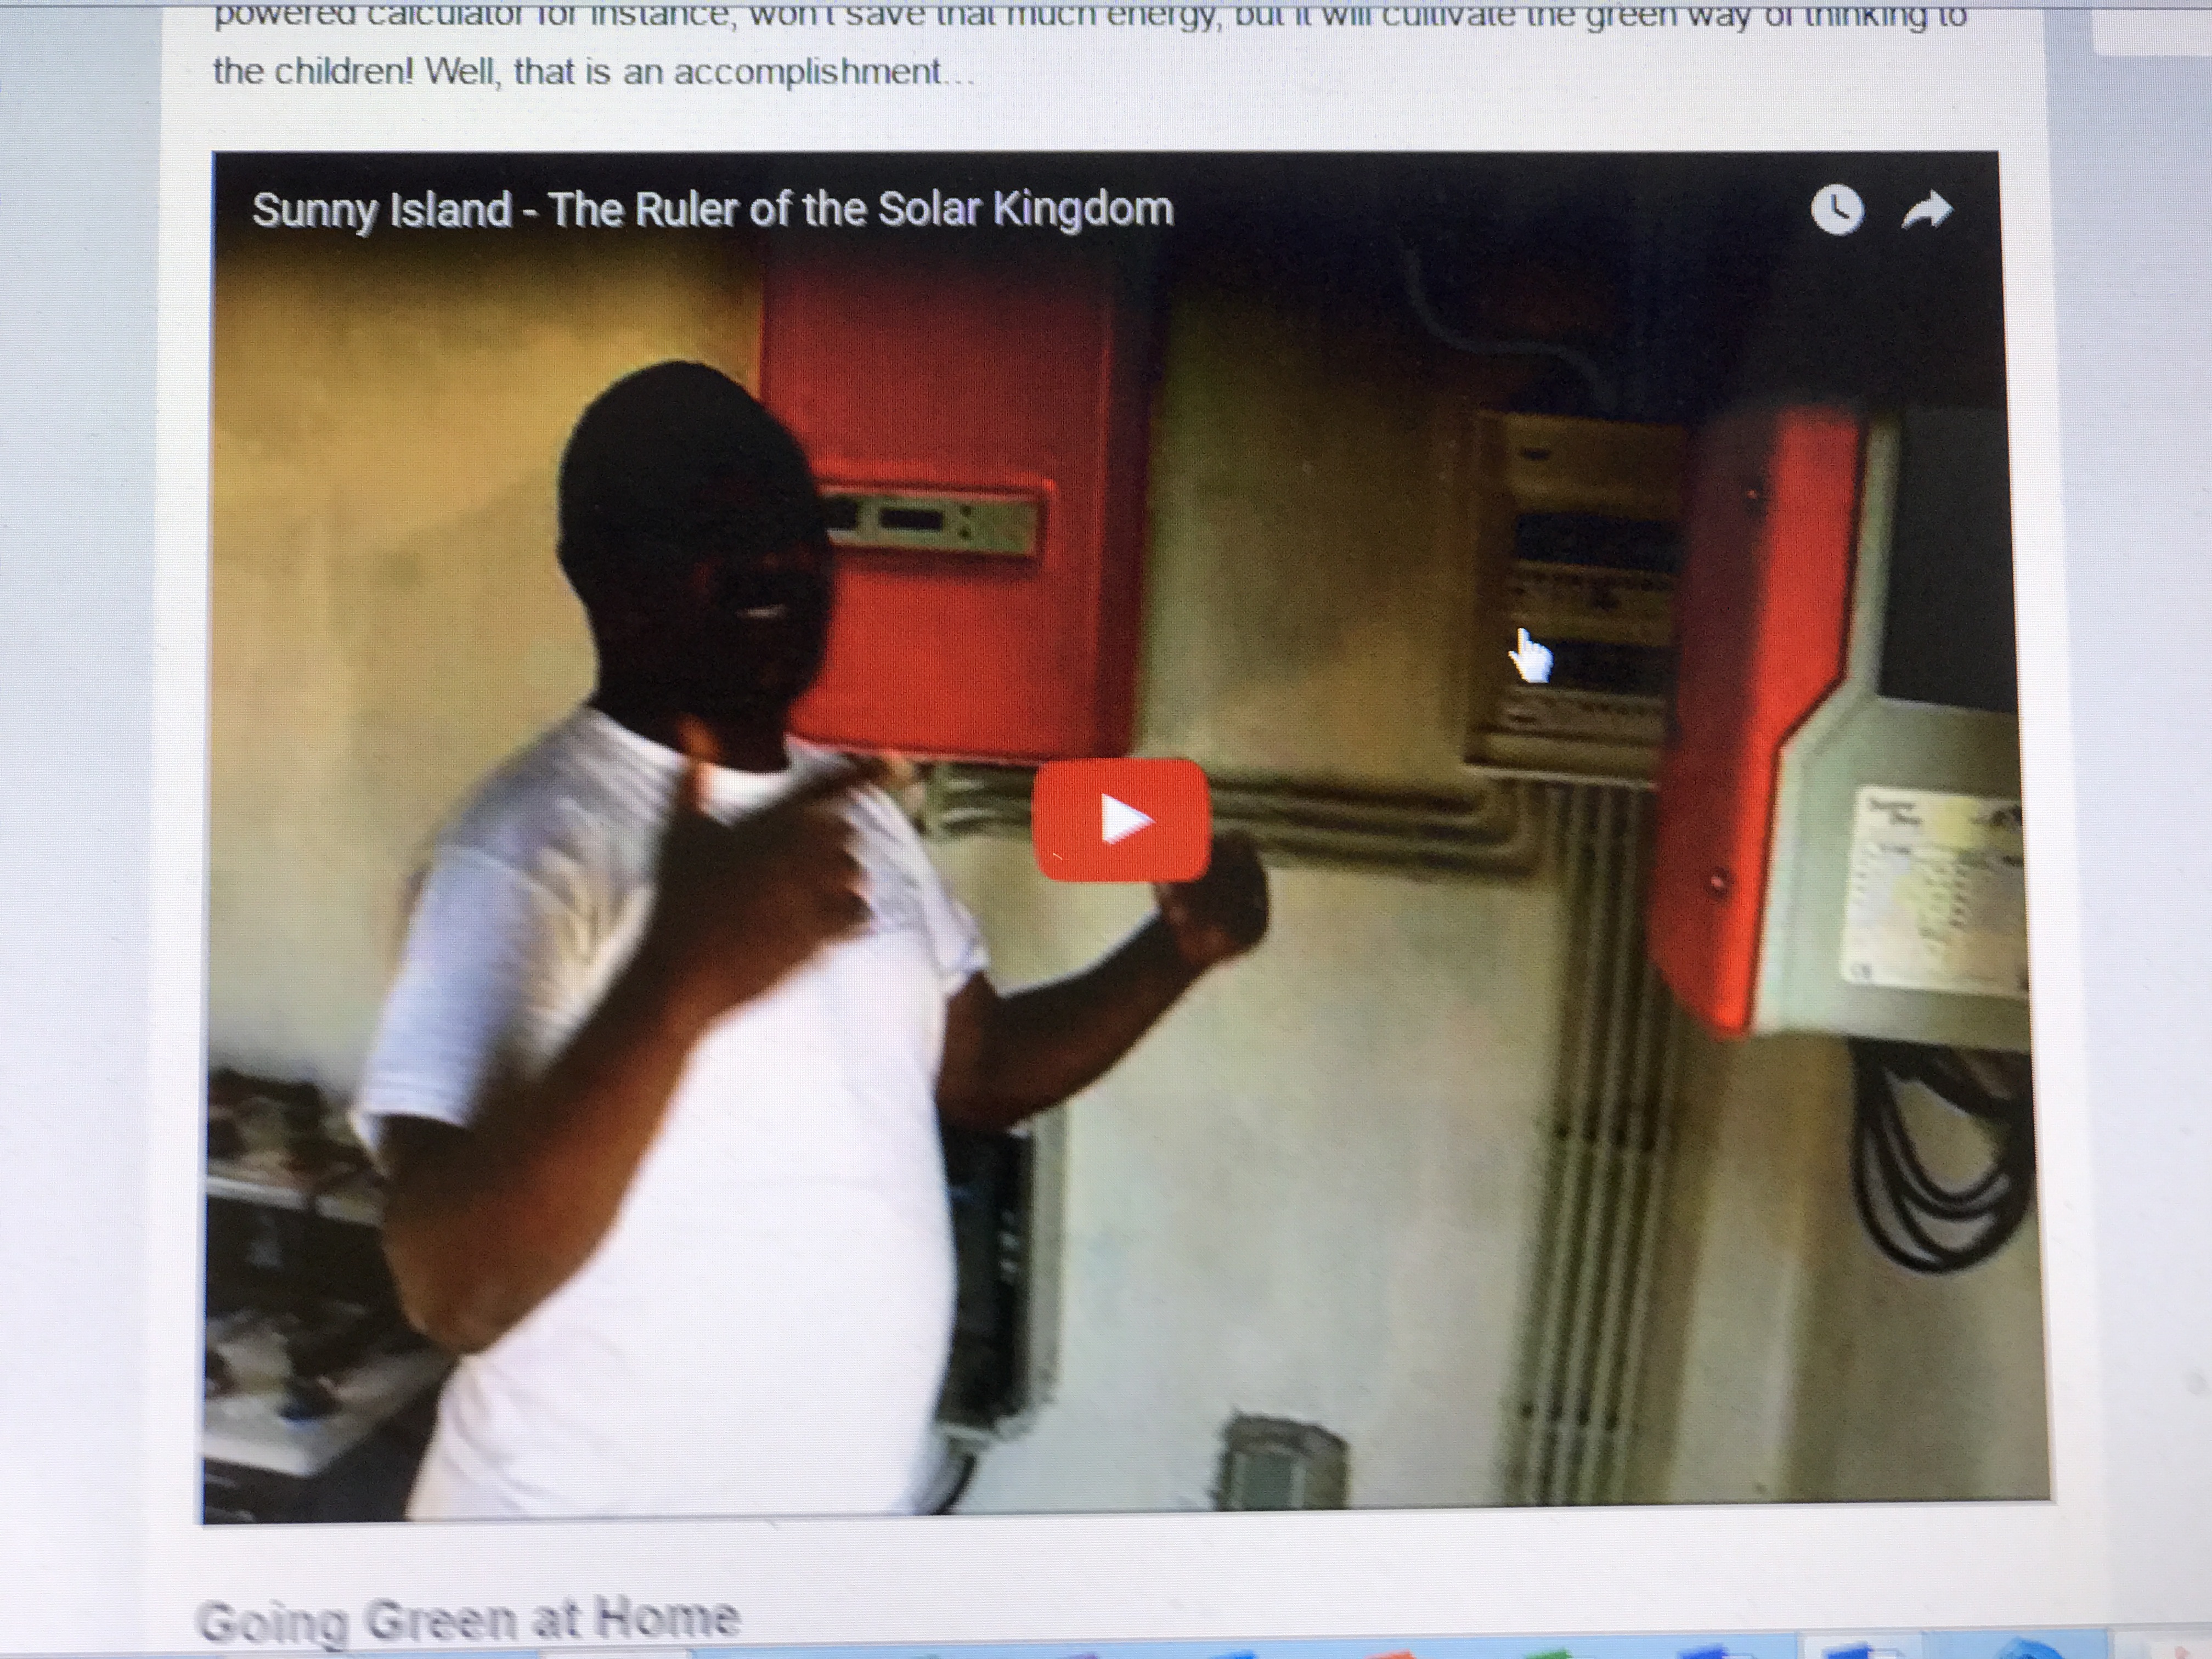 powered calculator for instance, won't save that much energy, but it will cultivate the green way of thinking to
the children! Well, that is an accomplishment...
Sunny Island - The Ruler of the Solar Kingdom
Going Green at Home